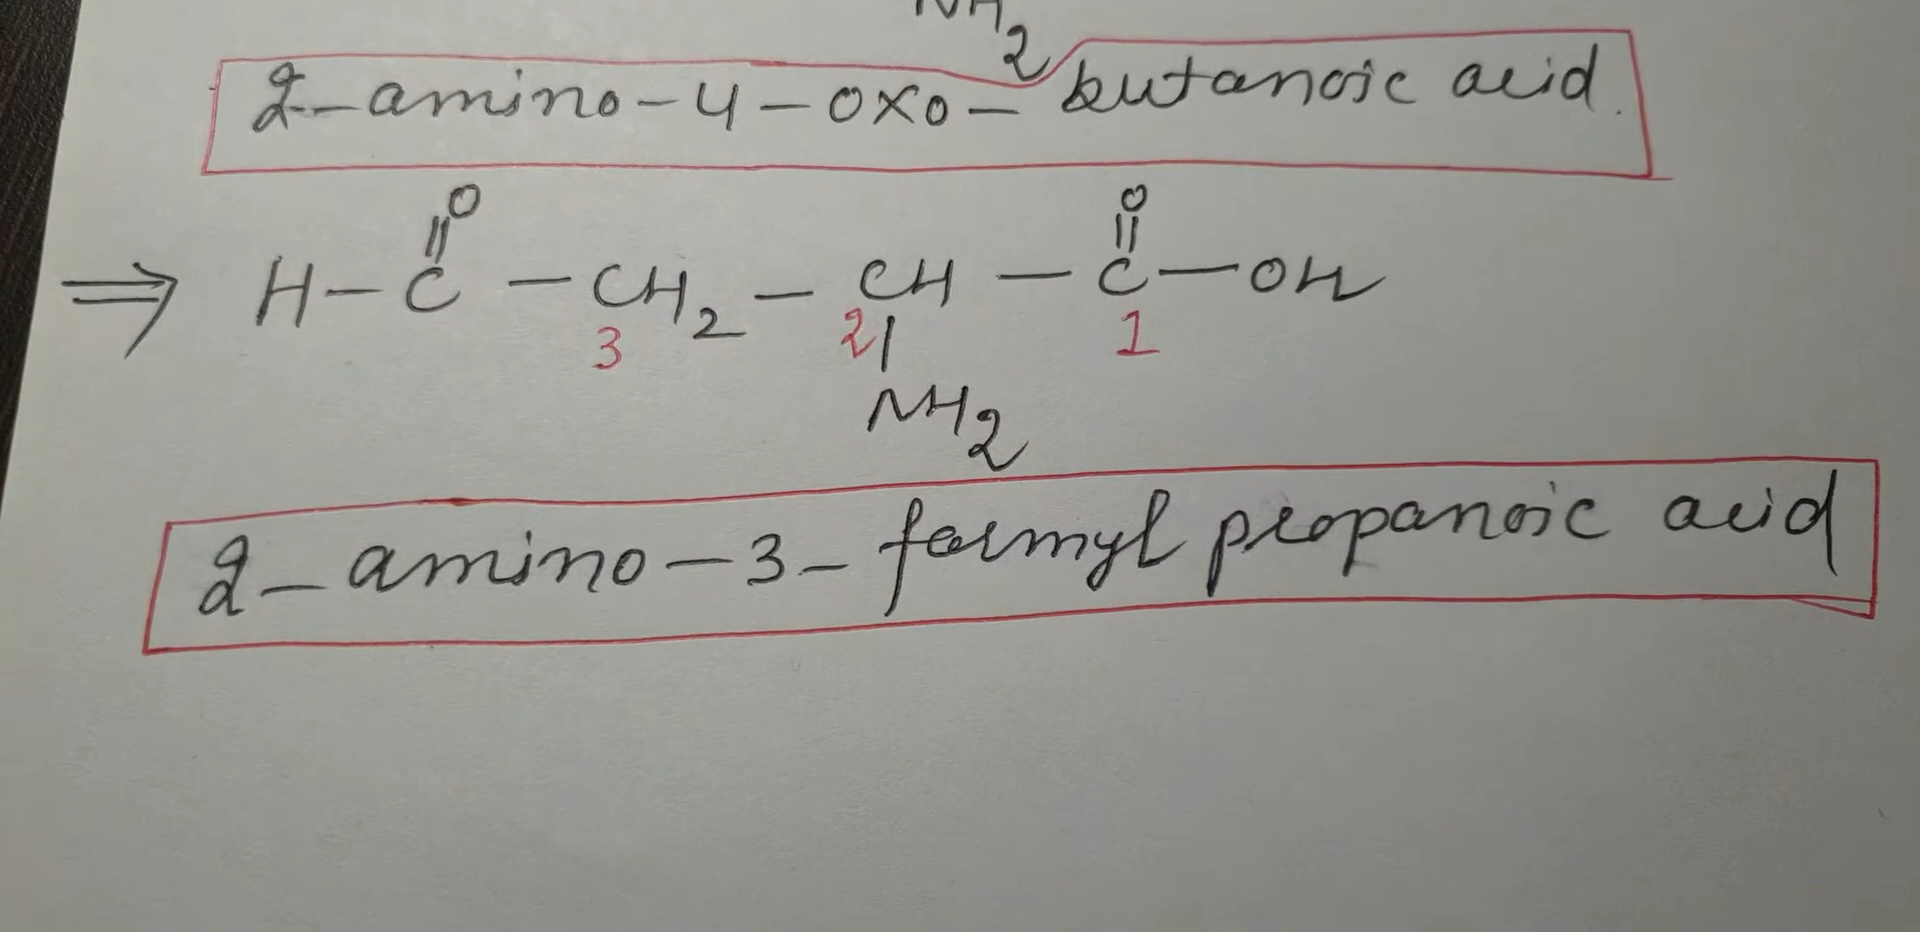 NH2
2-amino-4-oxo-butanoic acid.
O O
⇒ H-C-CH2-CH-C-OH
3 2 1
NH2
2-amino-3-formyl propanoic acid